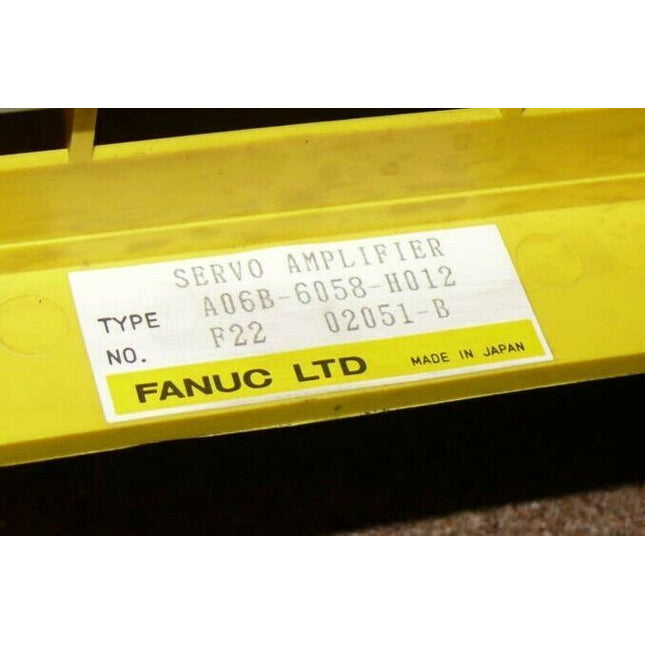 SERVO AMPLIFIER
TYPE A06B-6058-H012
NO. F22 02051-B
FANUC LTD MADE IN JAPAN